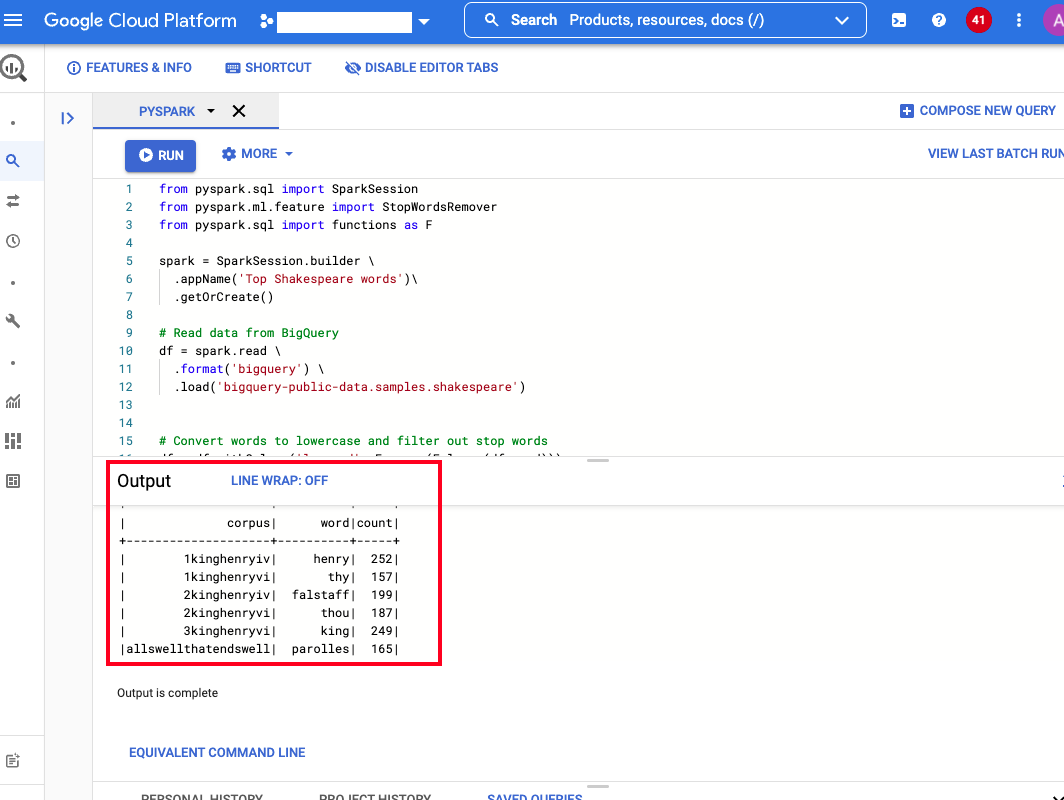 Google Cloud Platform
Search Products, resources, docs (/)
41
A
FEATURES & INFO
SHORTCUT
DISABLE EDITOR TABS
PYSPARK
COMPOSE NEW QUERY
RUN
MORE
VIEW LAST BATCH RUN
1 from pyspark.sql import SparkSession
2 from pyspark.ml.feature import StopWordsRemover
3 from pyspark.sql import functions as F
4
5 spark = SparkSession.builder \
6 .appName('Top Shakespeare words')\
7 .getOrCreate()
8
9 # Read data from BigQuery
10 df = spark.read \
11 .format('bigquery') \
12 .load('bigquery-public-data.samples.shakespeare')
13
14
15 # Convert words to lowercase and filter out stop words
Output
LINE WRAP: OFF
| corpus| word|count|
+--------------------+----------+-----+
| 1kinghenryiv| henry| 252|
| 1kinghenryvi| thy| 157|
| 2kinghenryiv| falstaff| 199|
| 2kinghenryvi| thou| 187|
| 3kinghenryvi| king| 249|
|allswellthatendswell| parolles| 165|
Output is complete
EQUIVALENT COMMAND LINE
PERSONAL HISTORY
PROJECT HISTORY
SAVED QUERIES